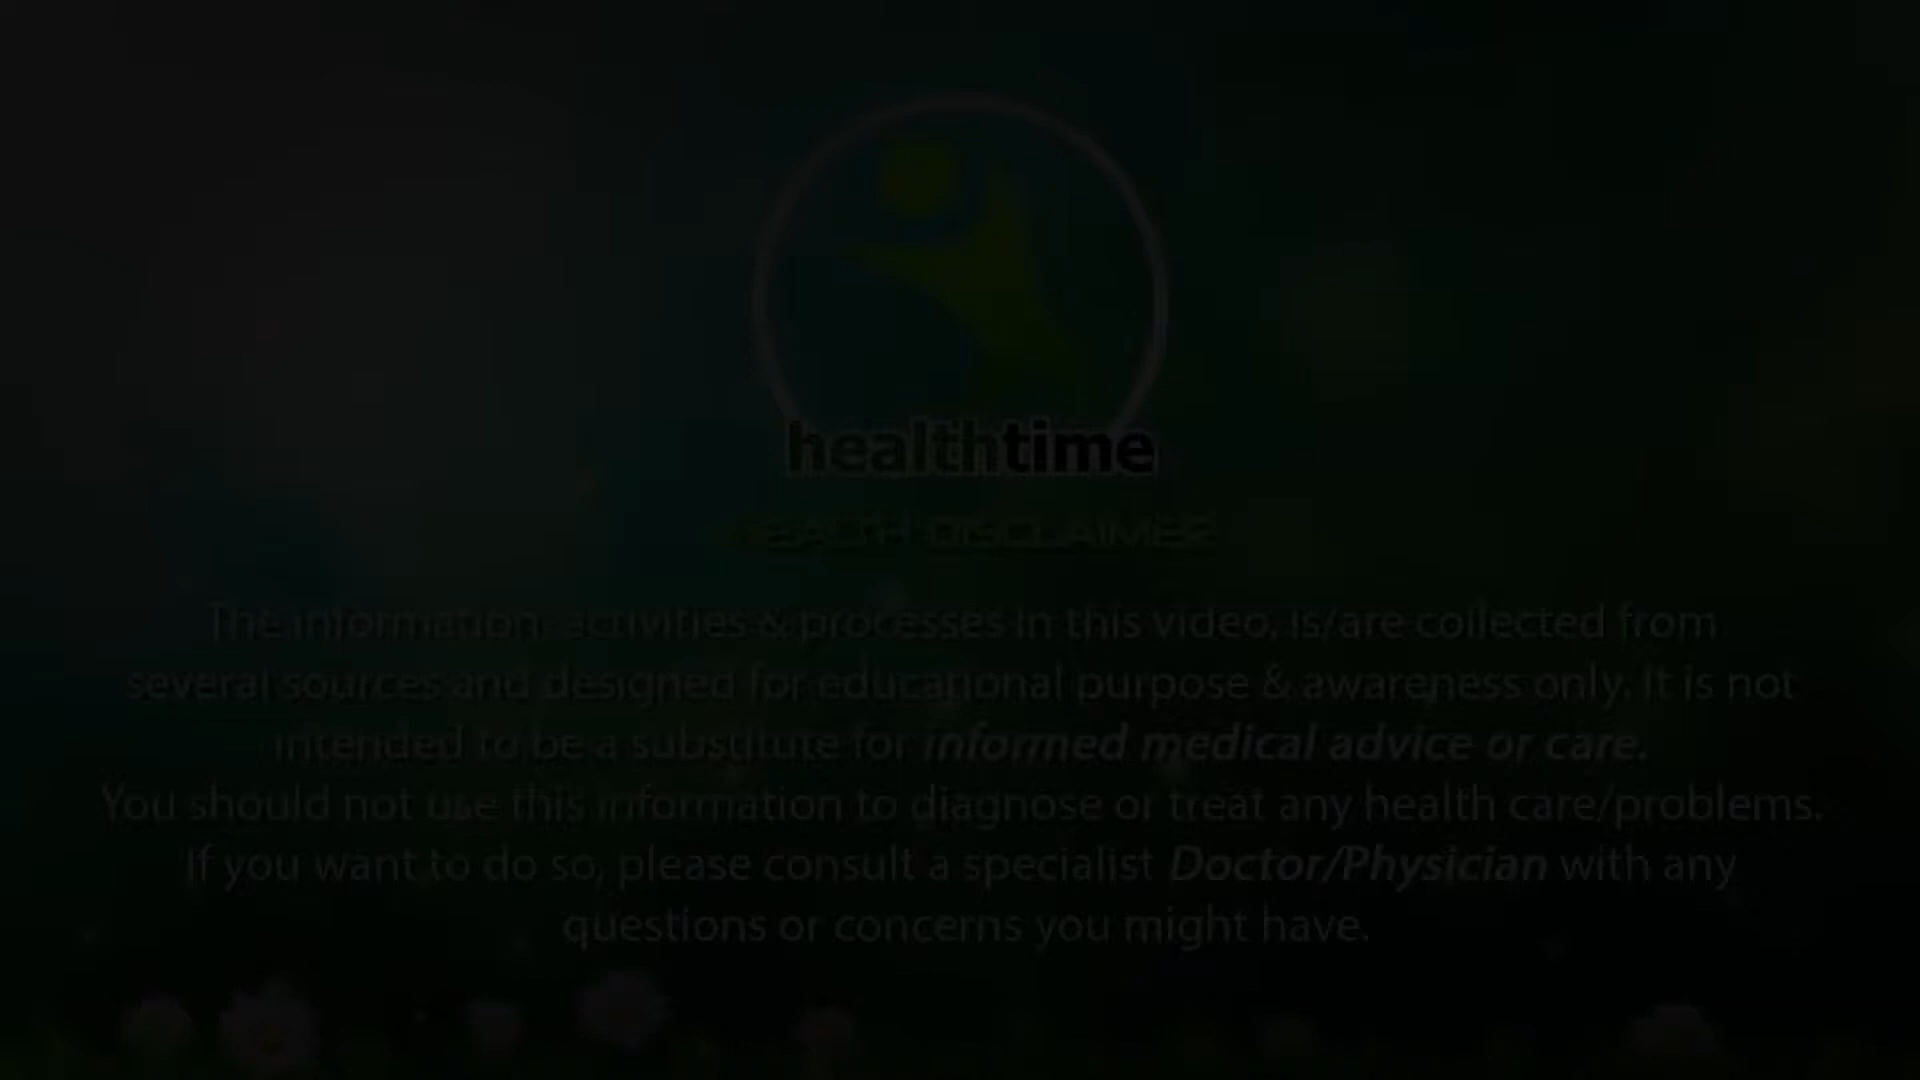 healthtime
HEALTH DISCLAIMER
The information, activities & processes in this video, is/are collected from
several sources and designed for educational purpose & awareness only. It is not
intended to be a substitute for informed medical advice or care.
You should not use this information to diagnose or treat any health care/problems.
If you want to do so, please consult a specialist Doctor/Physician with any
questions or concerns you might have.